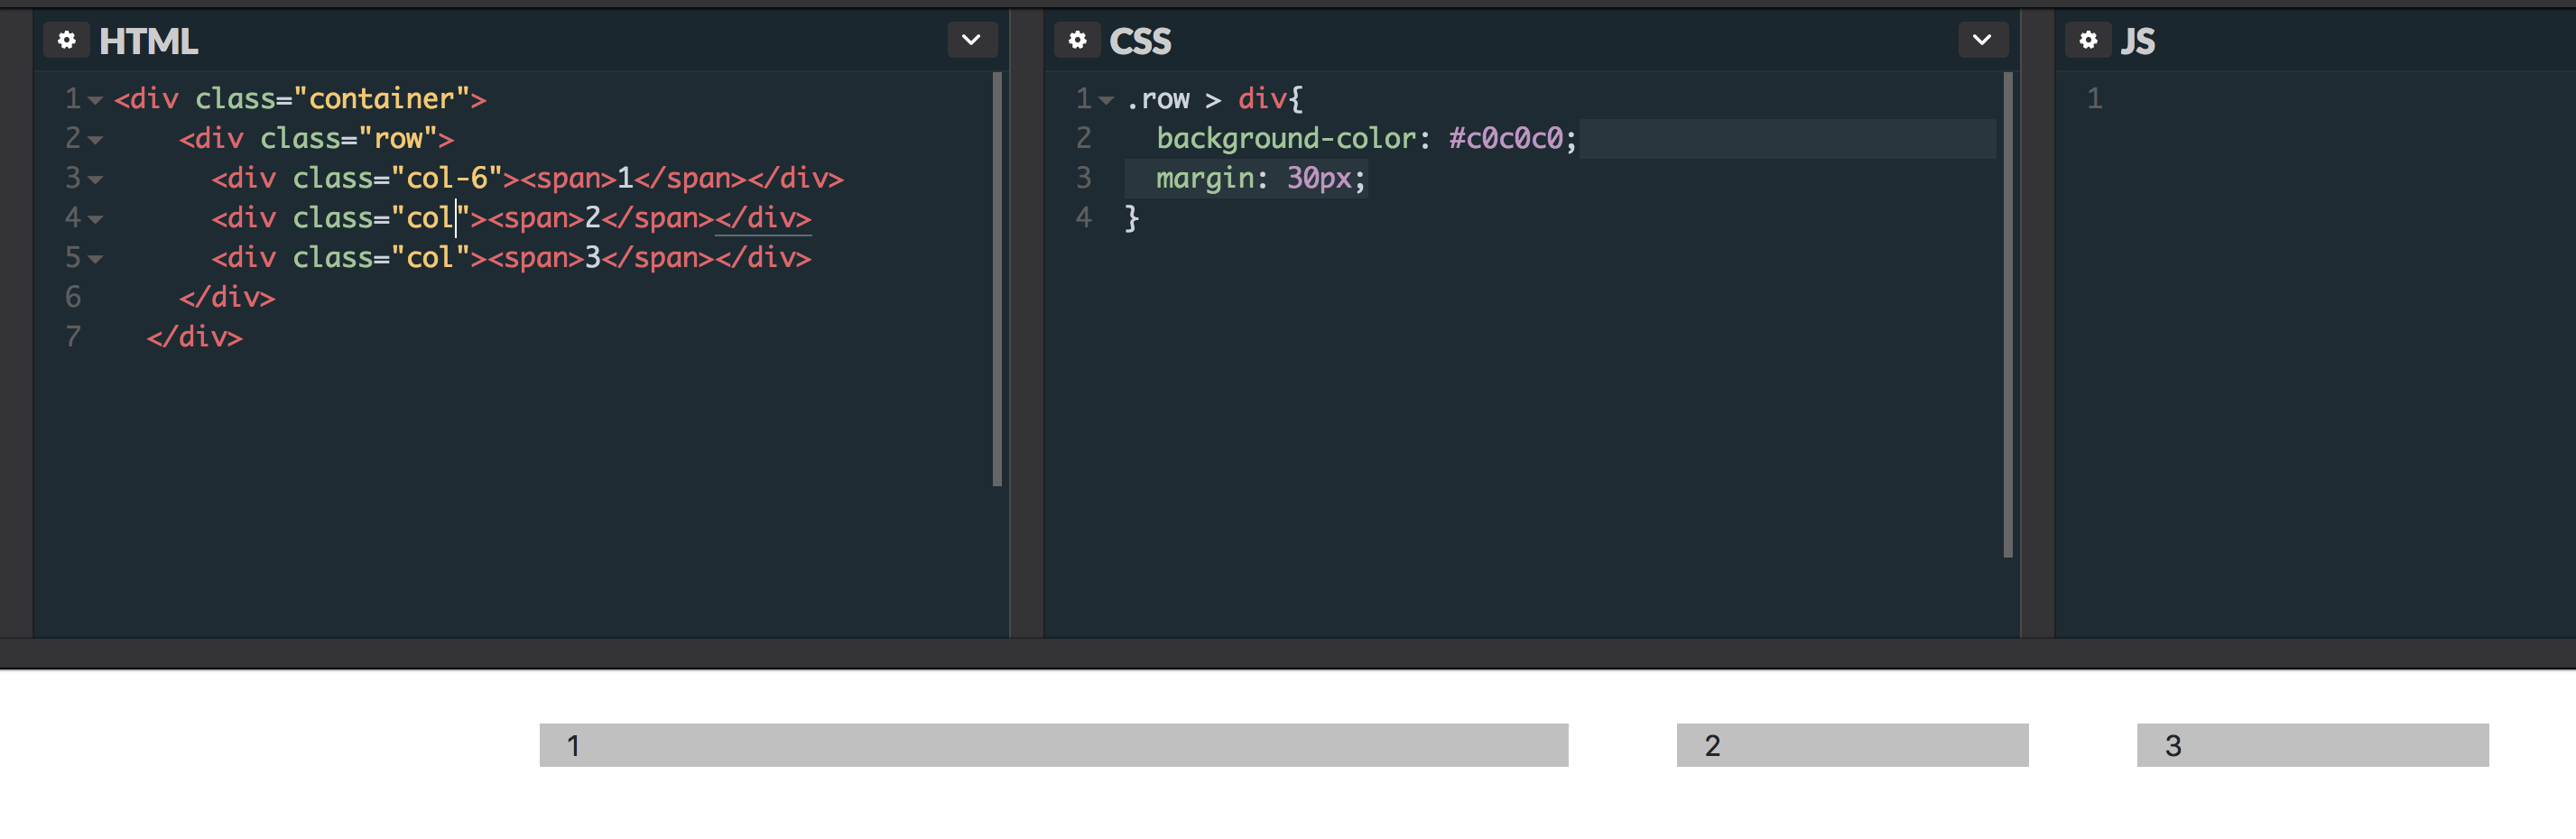 HTML
1 <div class="container">
2 <div class="row">
3 <div class="col-6"><span>1</span></div>
4 <div class="col"><span>2</span></div>
5 <div class="col"><span>3</span></div>
6 </div>
7 </div>
CSS
1 .row > div{
2 background-color: #c0c0c0;
3 margin: 30px;
4 }
JS
1
1 2 3